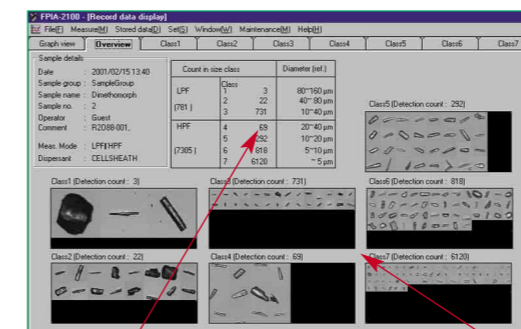 FPIA-2100 - [Record data display]
File(F) Measure(M) Stored data(D) Set(S) Window(W) Maintenance(M) Help(H)
Graph view Overview Class1 Class2 Class3 Class4 Class5 Class6 Class7
Sample details
Date : 2001/02/15 13:40
Sample group : SampleGroup
Sample name : Dimethomorph
Sample no. : 2
Operator : Guest
Comment : R2D88-001,
Meas. Mode : LPF|HPF
Dispersant : CELLSHEATH
Count in size class Diameter (ref.)
Class
LPF 1 3 80~160 µm
(781 ) 2 22 40~ 80 µm
3 731 10~40 µm
HPF 4 69 20~40 µm
5 292 10~20 µm
(7305 ) 6 818 5~10 µm
7 6120 ~ 5 µm
Class5 (Detection count : 292)
Class1 (Detection count : 3)
Class3 (Detection count : 731)
Class6 (Detection count : 818)
Class2 (Detection count : 22)
Class4 (Detection count : 69)
Class7 (Detection count : 6120)